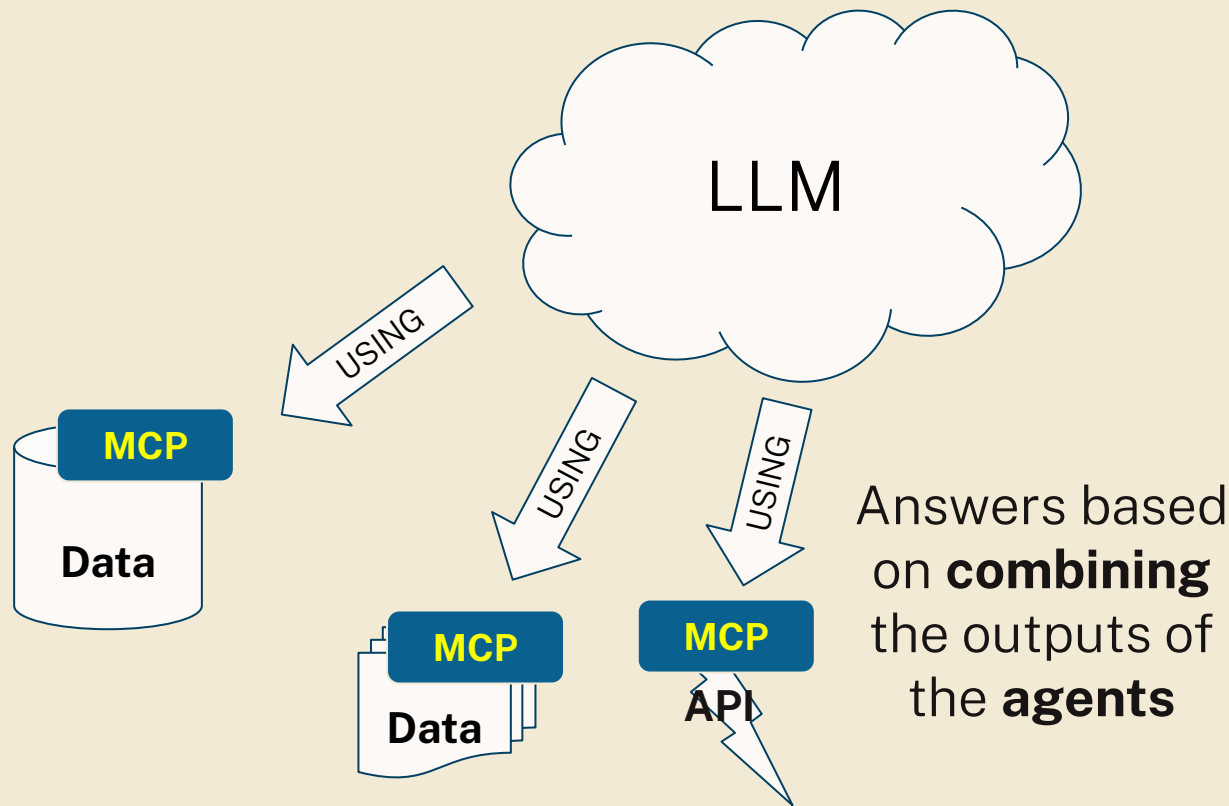 LLM
USING
USING
USING
MCP
Data
MCP
Data
MCP
API
Answers based
on combining
the outputs of
the agents